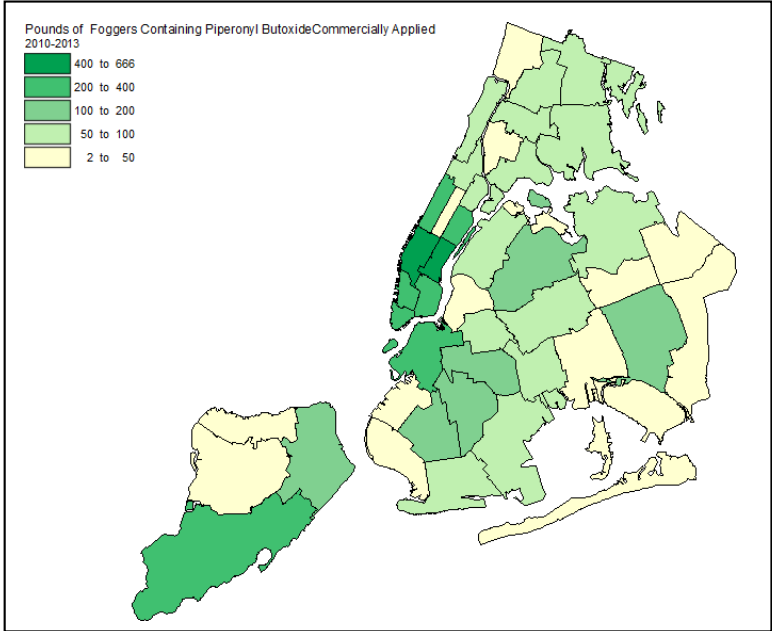 Pounds of Foggers Containing Piperonyl ButoxideCommercially Applied
2010-2013
400 to 666
200 to 400
100 to 200
50 to 100
2 to 50